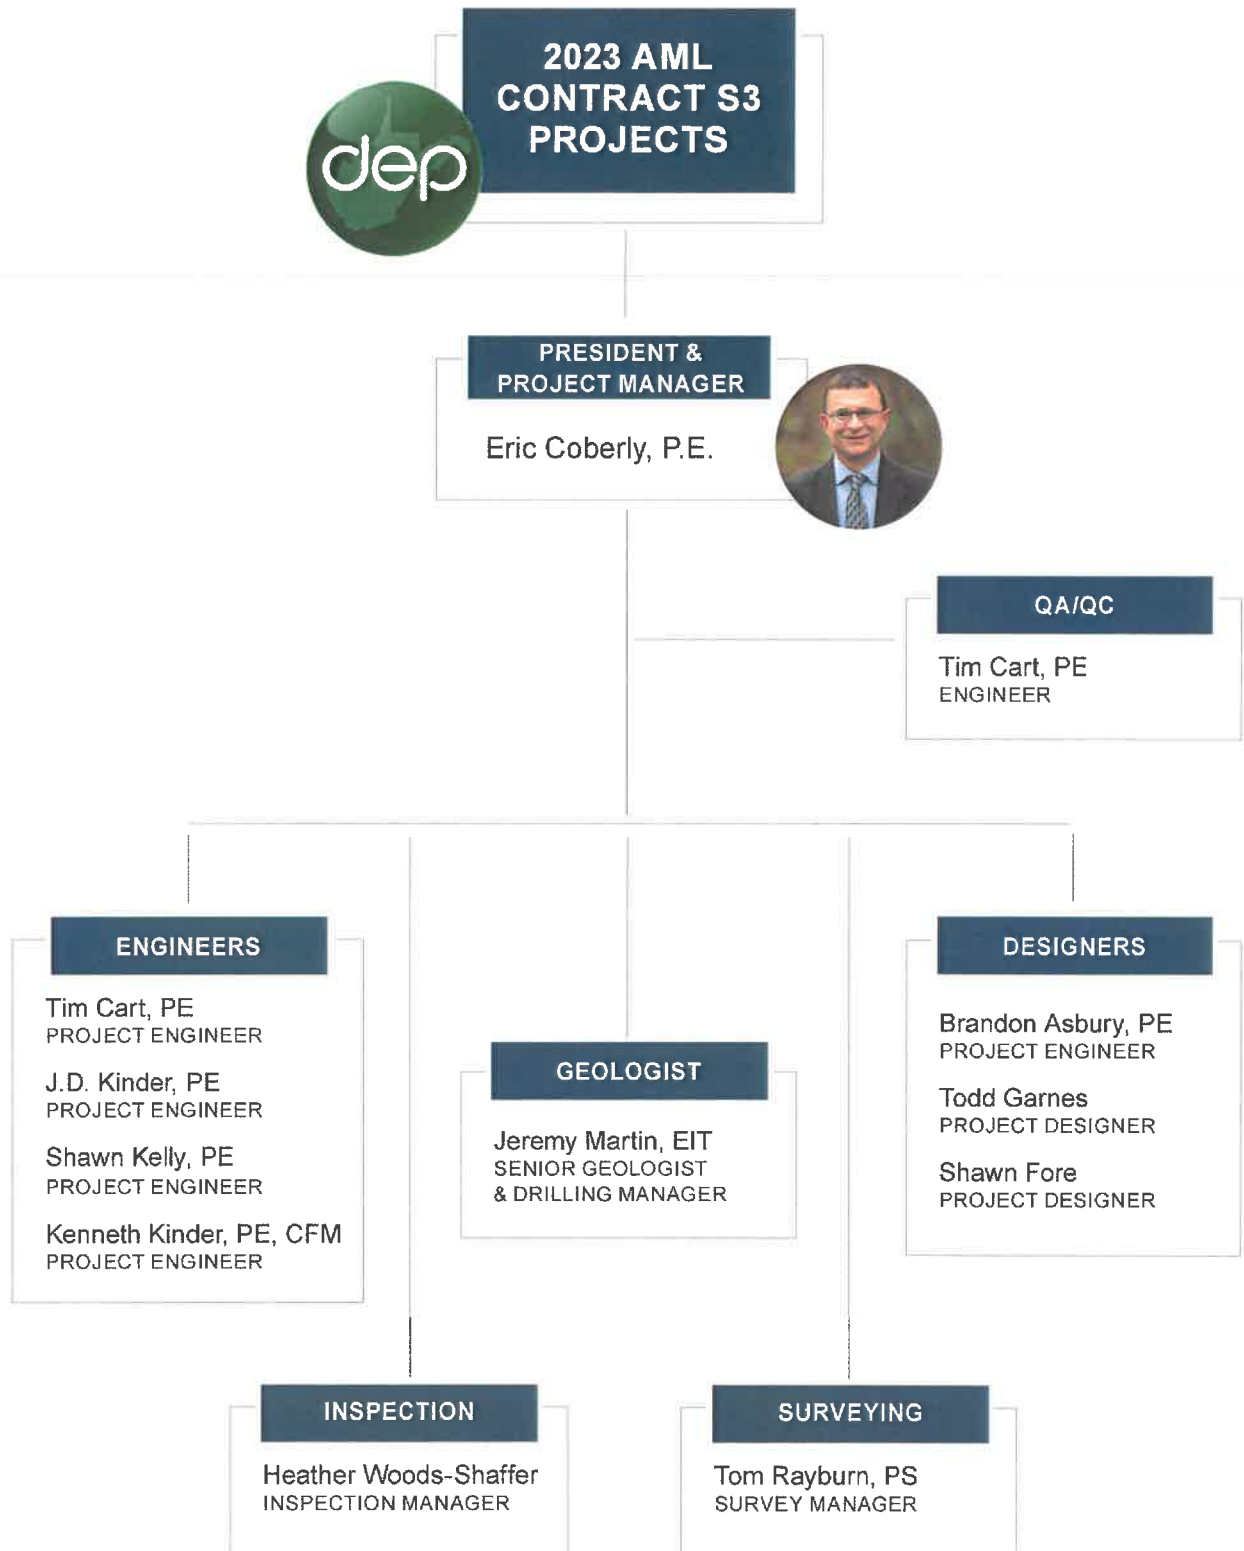 2023 AML
CONTRACT S3
PROJECTS
dep
PRESIDENT &
PROJECT MANAGER
Eric Coberly, P.E.
QA/QC
Tim Cart, PE
ENGINEER
ENGINEERS
Tim Cart, PE
PROJECT ENGINEER
J.D. Kinder, PE
PROJECT ENGINEER
Shawn Kelly, PE
PROJECT ENGINEER
Kenneth Kinder, PE, CFM
PROJECT ENGINEER
GEOLOGIST
Jeremy Martin, EIT
SENIOR GEOLOGIST
& DRILLING MANAGER
DESIGNERS
Brandon Asbury, PE
PROJECT ENGINEER
Todd Garnes
PROJECT DESIGNER
Shawn Fore
PROJECT DESIGNER
INSPECTION
Heather Woods-Shaffer
INSPECTION MANAGER
SURVEYING
Tom Rayburn, PS
SURVEY MANAGER